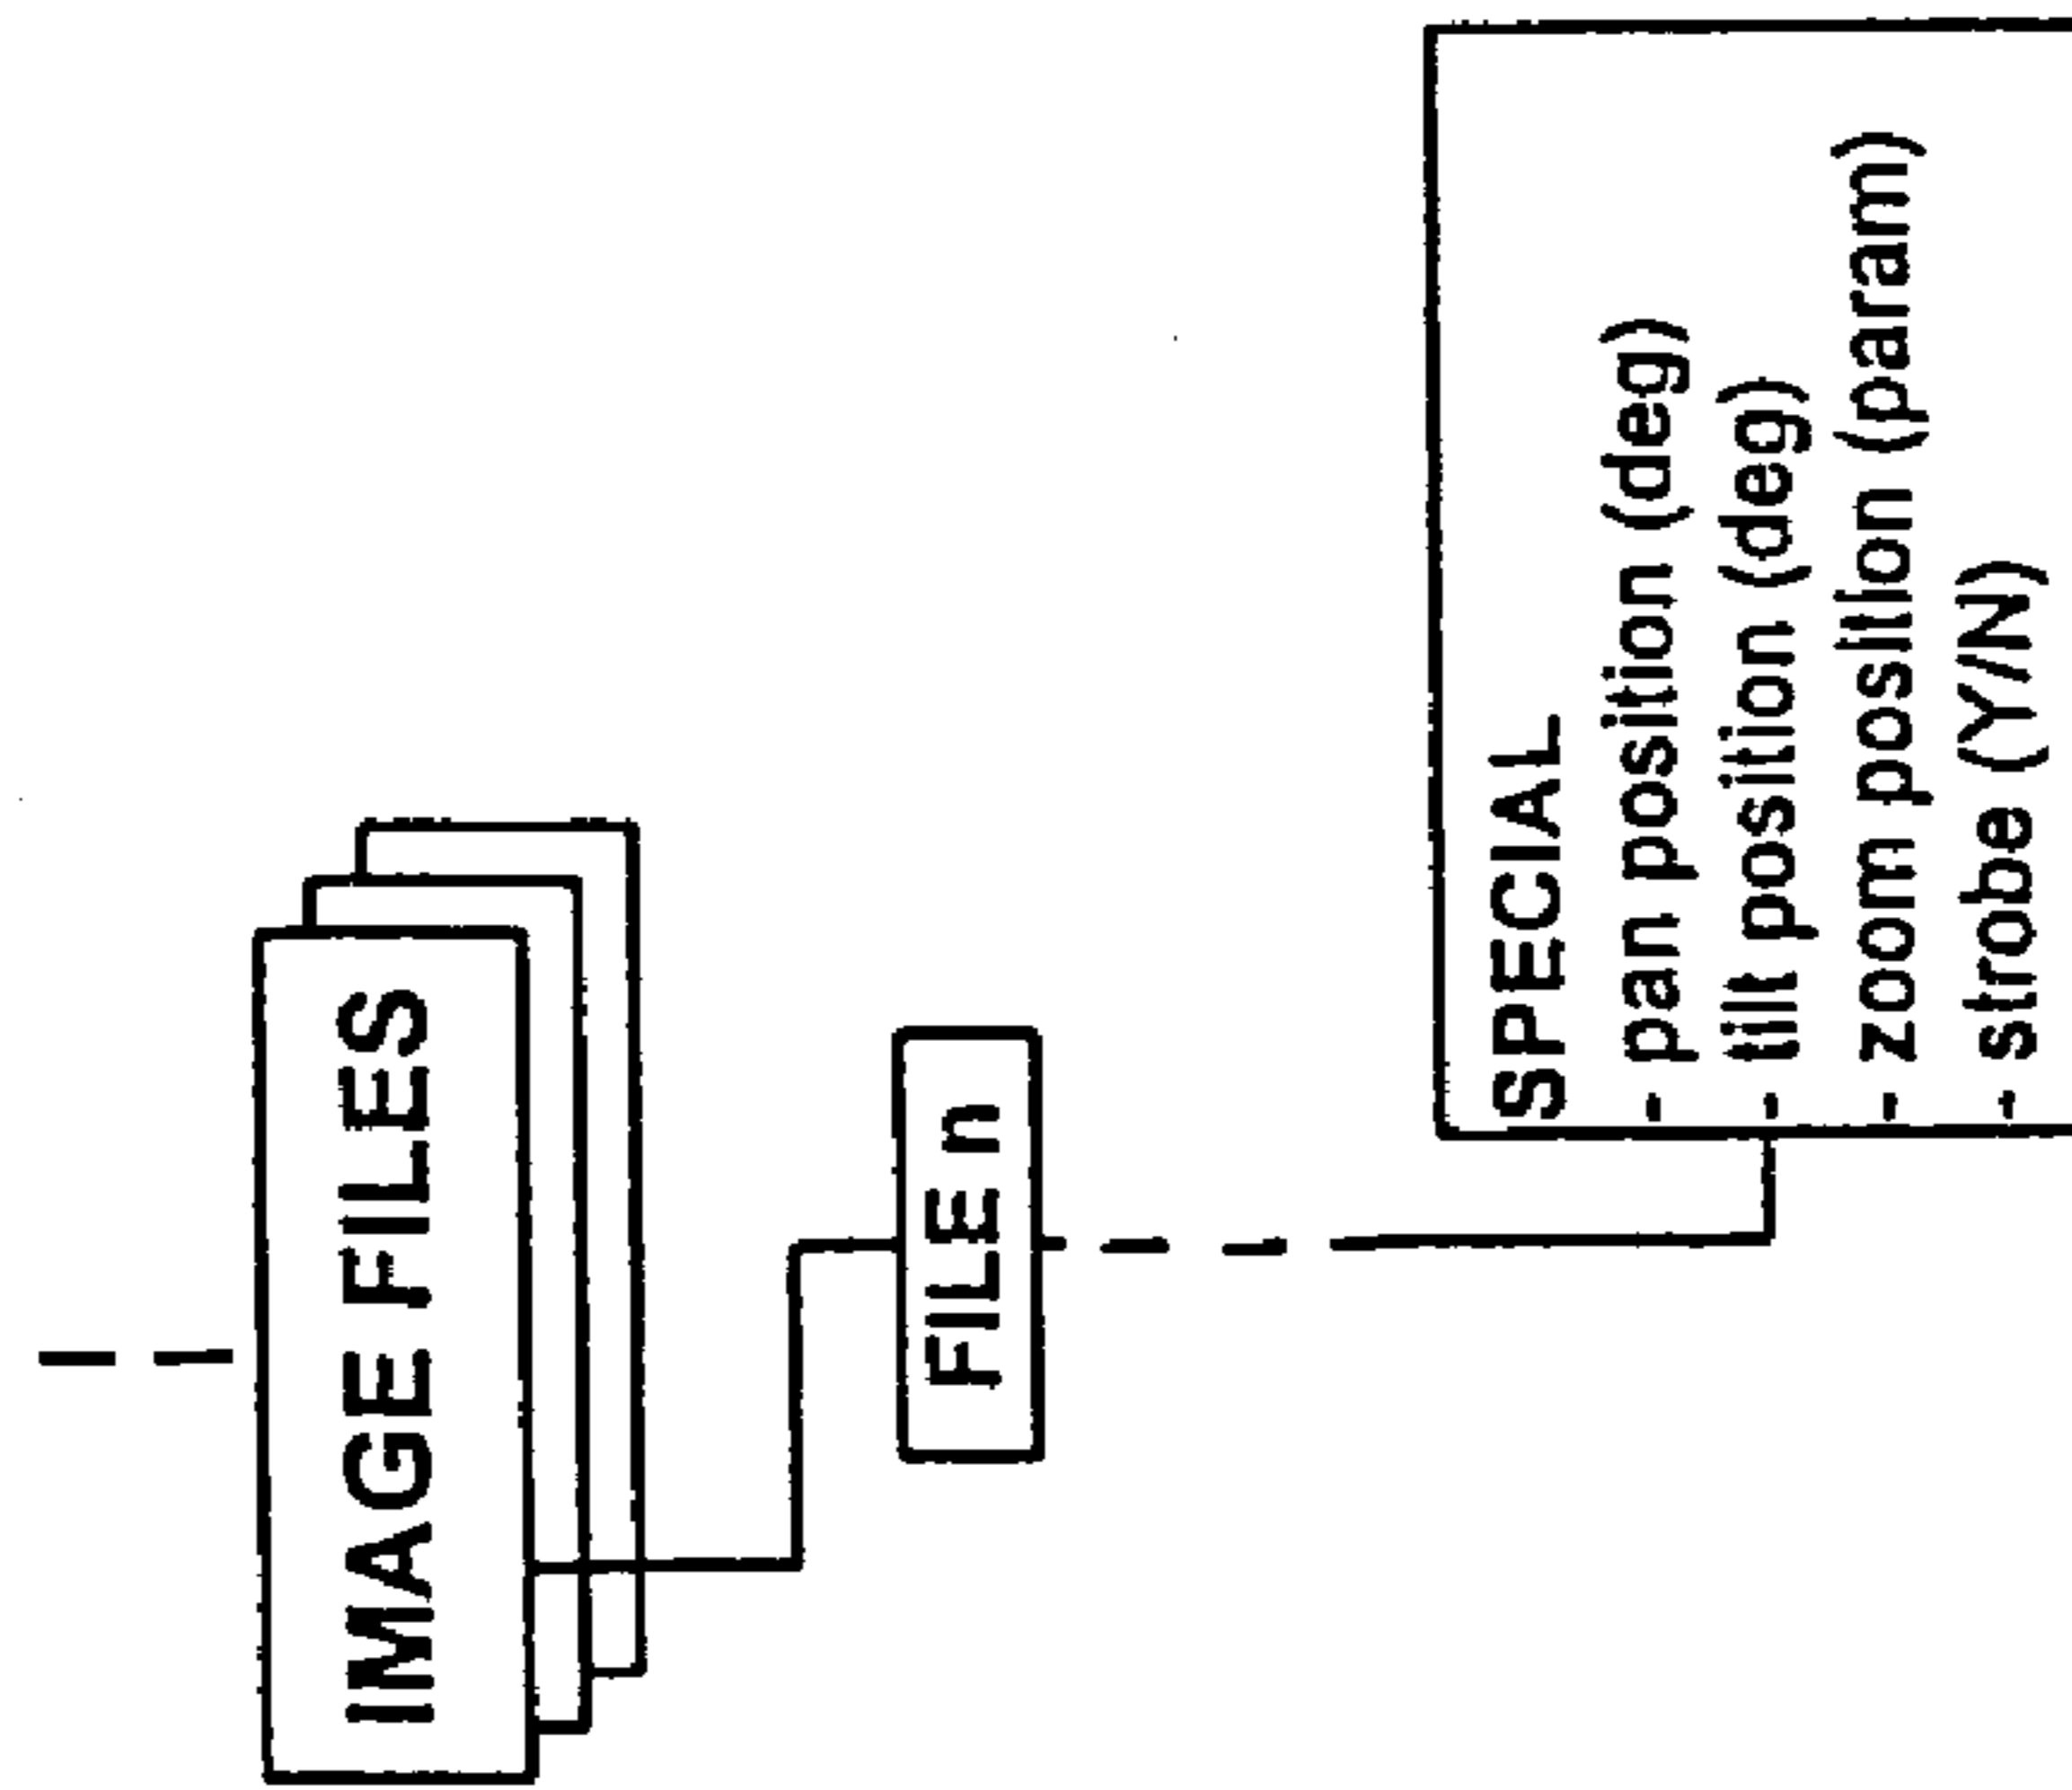 IMAGE FILES
FILE n
SPECIAL
- pan position (deg)
- tilt position (deg)
- zoom position (param)
- strobe (Y/N)